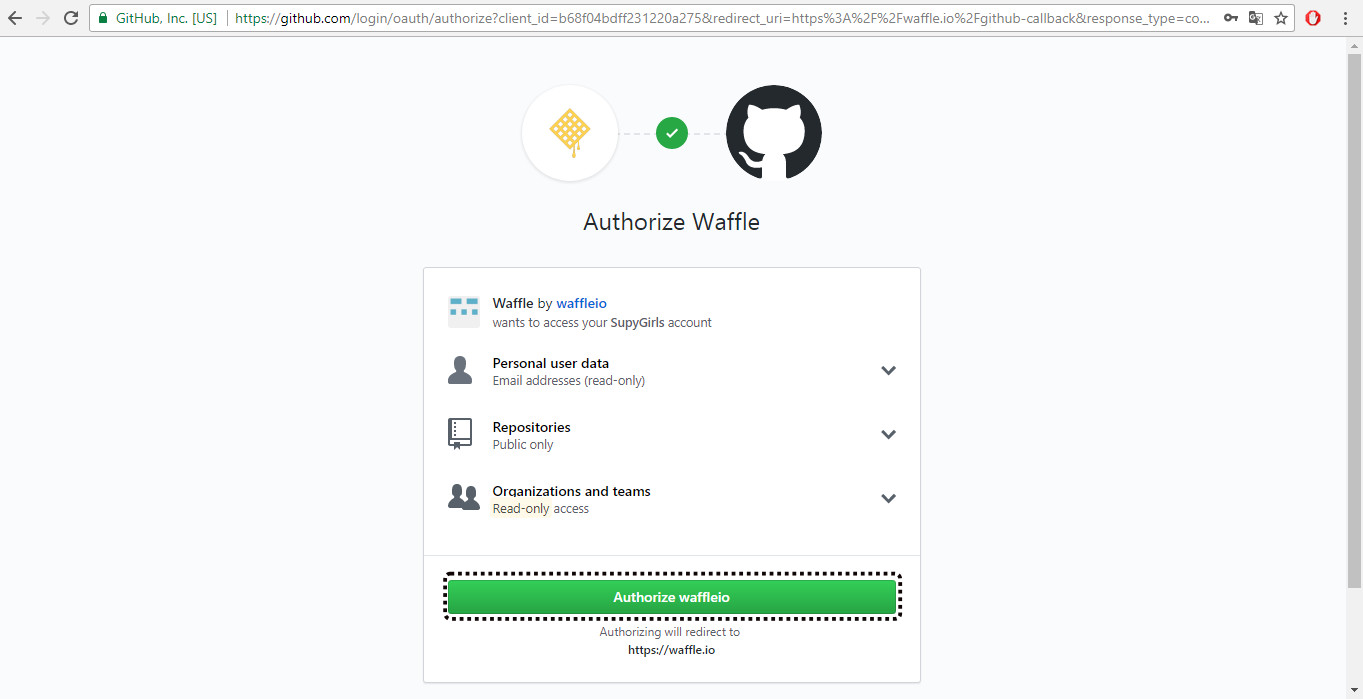 GitHub, Inc. [US] https://github.com/login/oauth/authorize?client_id=b68f04bdff231220a275&redirect_uri=https%3A%2F%2Fwaffle.io%2Fgithub-callback&response_type=co...
Authorize Waffle
Waffle by waffleio
wants to access your SupyGirls account
Personal user data
Email addresses (read-only)
Repositories
Public only
Organizations and teams
Read-only access
Authorize waffleio
Authorizing will redirect to
https://waffle.io